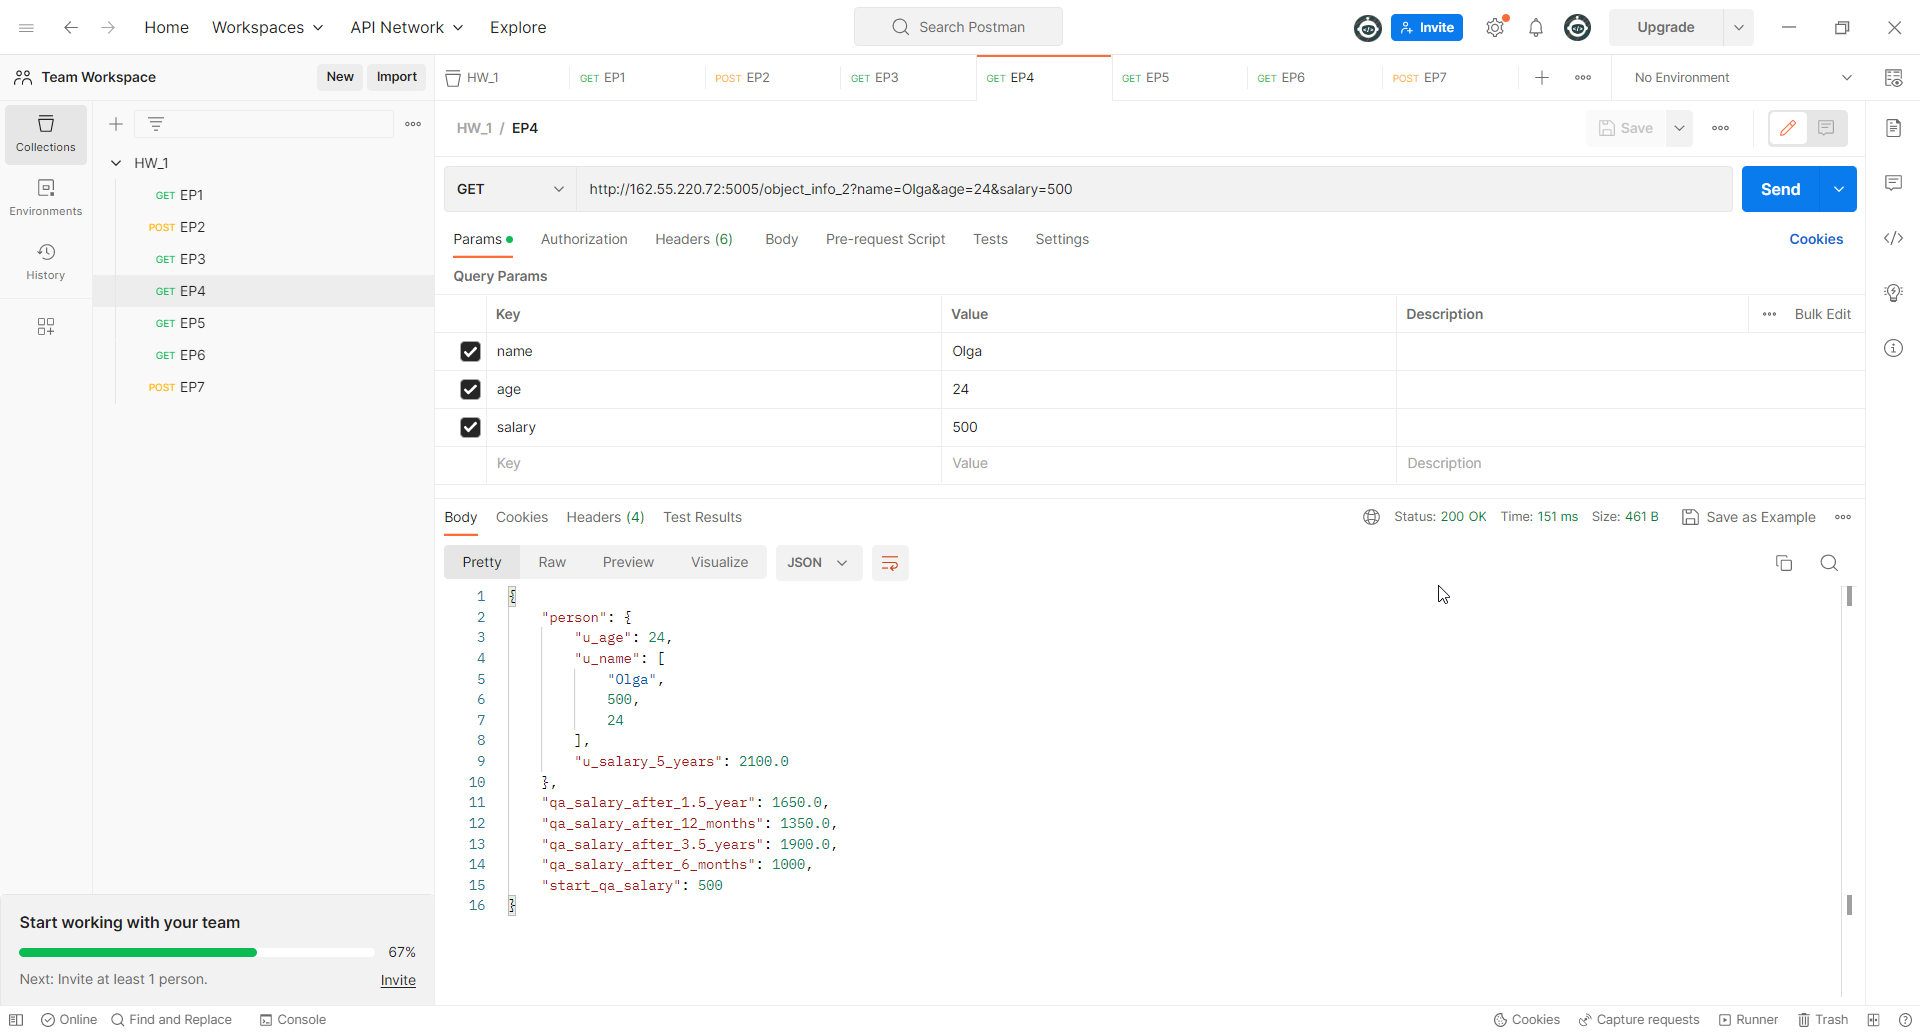 Home Workspaces API Network Explore Search Postman Invite Upgrade
Team Workspace New Import HW_1 GET EP1 POST EP2 GET EP3 GET EP4 GET EP5 GET EP6 POST EP7 No Environment
Collections
Environments
History
HW_1
GET EP1
POST EP2
GET EP3
GET EP4
GET EP5
GET EP6
POST EP7
Start working with your team
67%
Next: Invite at least 1 person. Invite
HW_1 / EP4 Save
GET http://162.55.220.72:5005/object_info_2?name=Olga&age=24&salary=500 Send
Params Authorization Headers (6) Body Pre-request Script Tests Settings Cookies
Query Params
Key Value Description Bulk Edit
name Olga
age 24
salary 500
Key Value Description
Body Cookies Headers (4) Test Results Status: 200 OK Time: 151 ms Size: 461 B Save as Example
Pretty Raw Preview Visualize JSON
1 {
2 "person": {
3 "u_age": 24,
4 "u_name": [
5 "Olga",
6 500,
7 24
8 ],
9 "u_salary_5_years": 2100.0
10 },
11 "qa_salary_after_1.5_year": 1650.0,
12 "qa_salary_after_12_months": 1350.0,
13 "qa_salary_after_3.5_years": 1900.0,
14 "qa_salary_after_6_months": 1000,
15 "start_qa_salary": 500
16 }
Online Find and Replace Console Cookies Capture requests Runner Trash